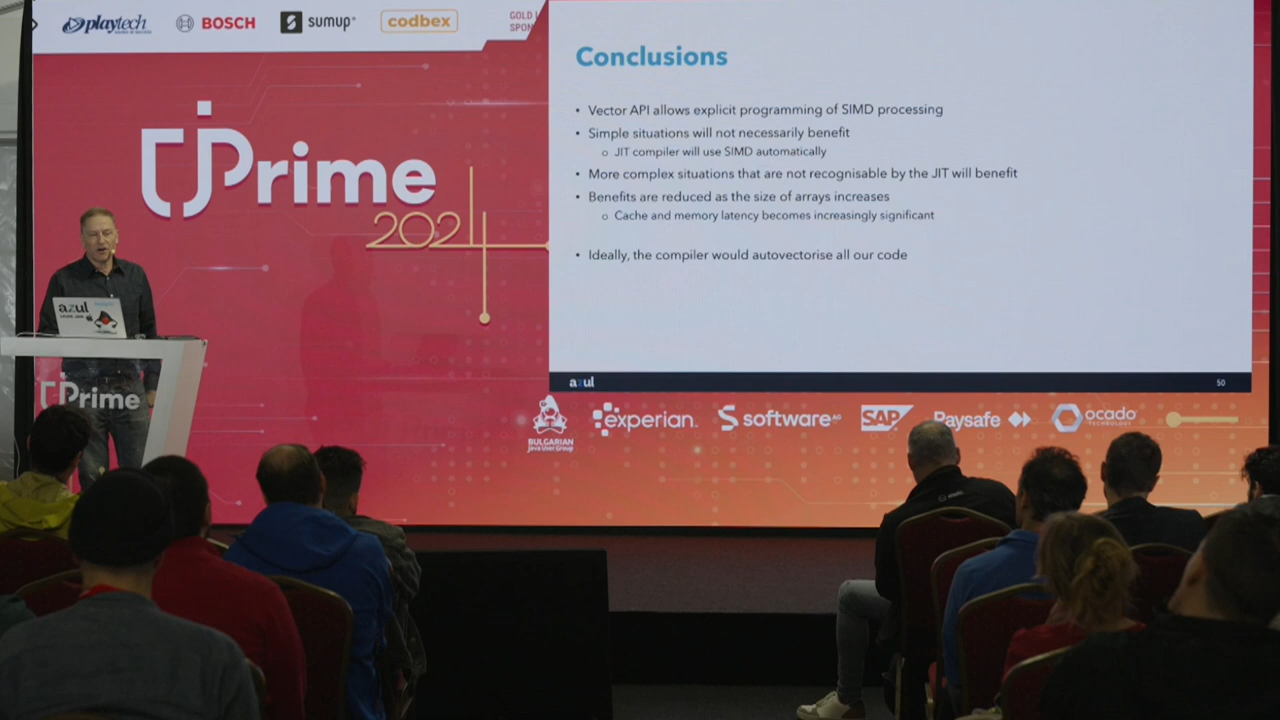 playtech
BOSCH
sumup
codbex
GOLD
SPON
jPrime
2024
Conclusions
• Vector API allows explicit programming of SIMD processing
• Simple situations will not necessarily benefit
o JIT compiler will use SIMD automatically
• More complex situations that are not recognisable by the JIT will benefit
• Benefits are reduced as the size of arrays increases
o Cache and memory latency becomes increasingly significant
• Ideally, the compiler would autovectorise all our code
azul
50
azul
jPrime
BULGARIAN
Java User Group
experian.
software AG
SAP
Paysafe
ocado
TECHNOLOGY